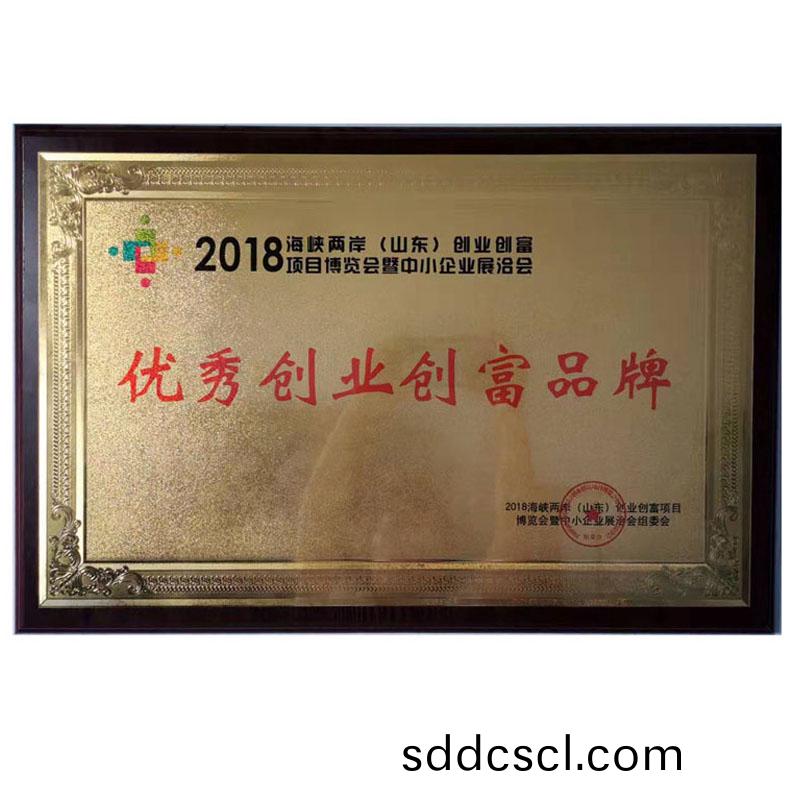 2018海峡两岸（山东）创业创富
项目博览会暨中小企业展洽会
优秀创业创富品牌
2018海峡两岸（山东）创业创富项目
博览会暨中小企业展洽会组委会
sddcscl.com